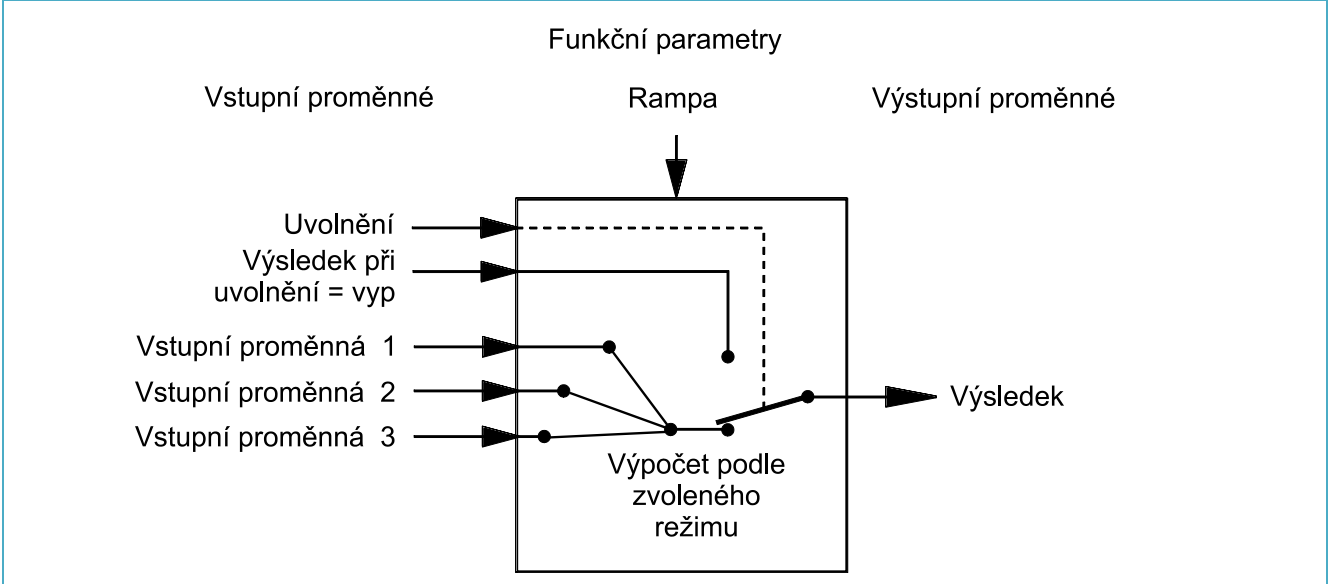 Funkční parametry
Vstupní proměnné
Rampa
Výstupní proměnné
Uvolnění
Výsledek při
uvolnění = vyp
Vstupní proměnná 1
Vstupní proměnná 2
Vstupní proměnná 3
Výsledek
Výpočet podle
zvoleného
režimu